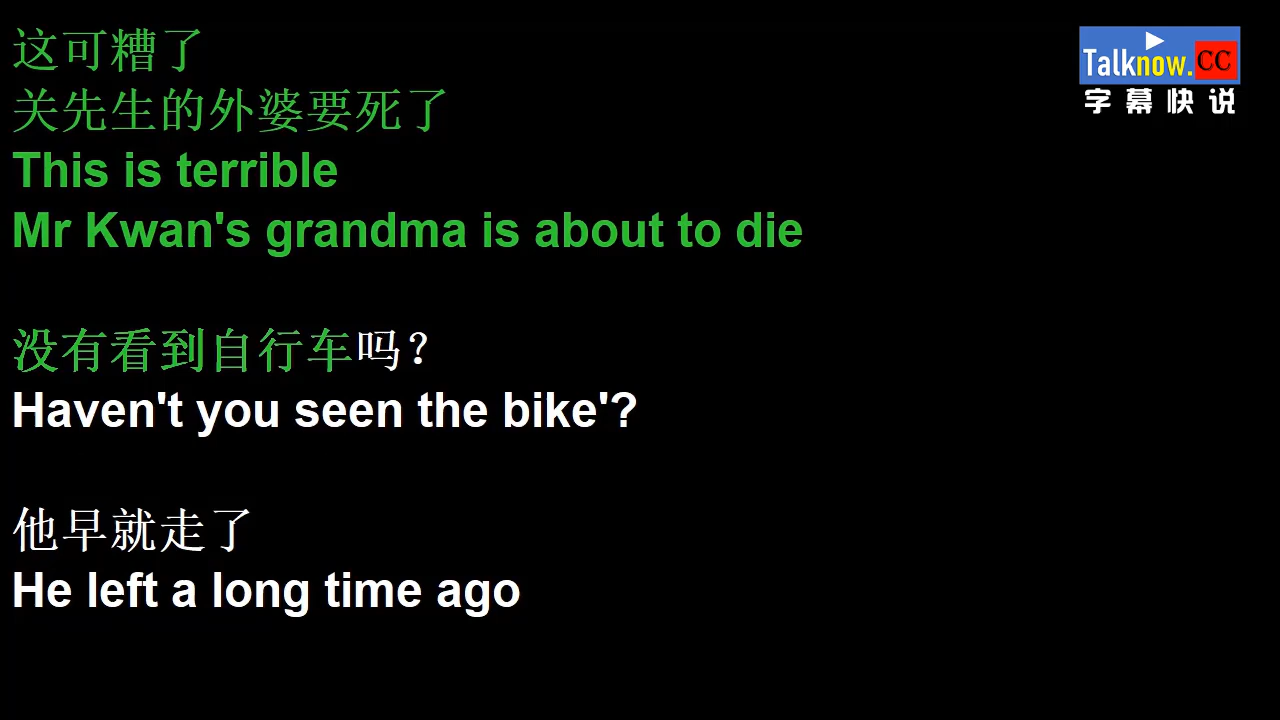 这可糟了
关先生的外婆要死了
This is terrible
Mr Kwan's grandma is about to die
没有看到自行车吗?
Haven't you seen the bike'?
他早就走了
He left a long time ago
Talknow.CC
字幕快说